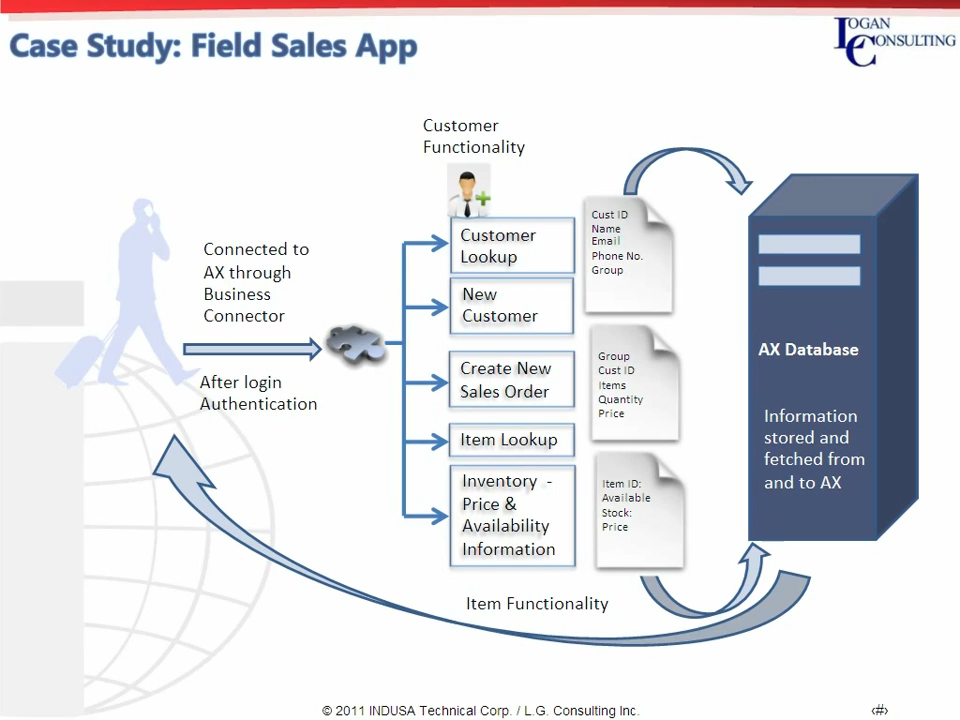 Case Study: Field Sales App
LOGAN
CONSULTING
Customer
Functionality
Connected to
AX through
Business
Connector
After login
Authentication
Customer
Lookup
New
Customer
Create New
Sales Order
Item Lookup
Inventory -
Price &
Availability
Information
Cust ID
Name
Email
Phone No.
Group
Group
Cust ID
Items
Quantity
Price
Item ID:
Available
Stock:
Price
AX Database
Information
stored and
fetched from
and to AX
Item Functionality
© 2011 INDUSA Technical Corp. / L.G. Consulting Inc.
‹#›